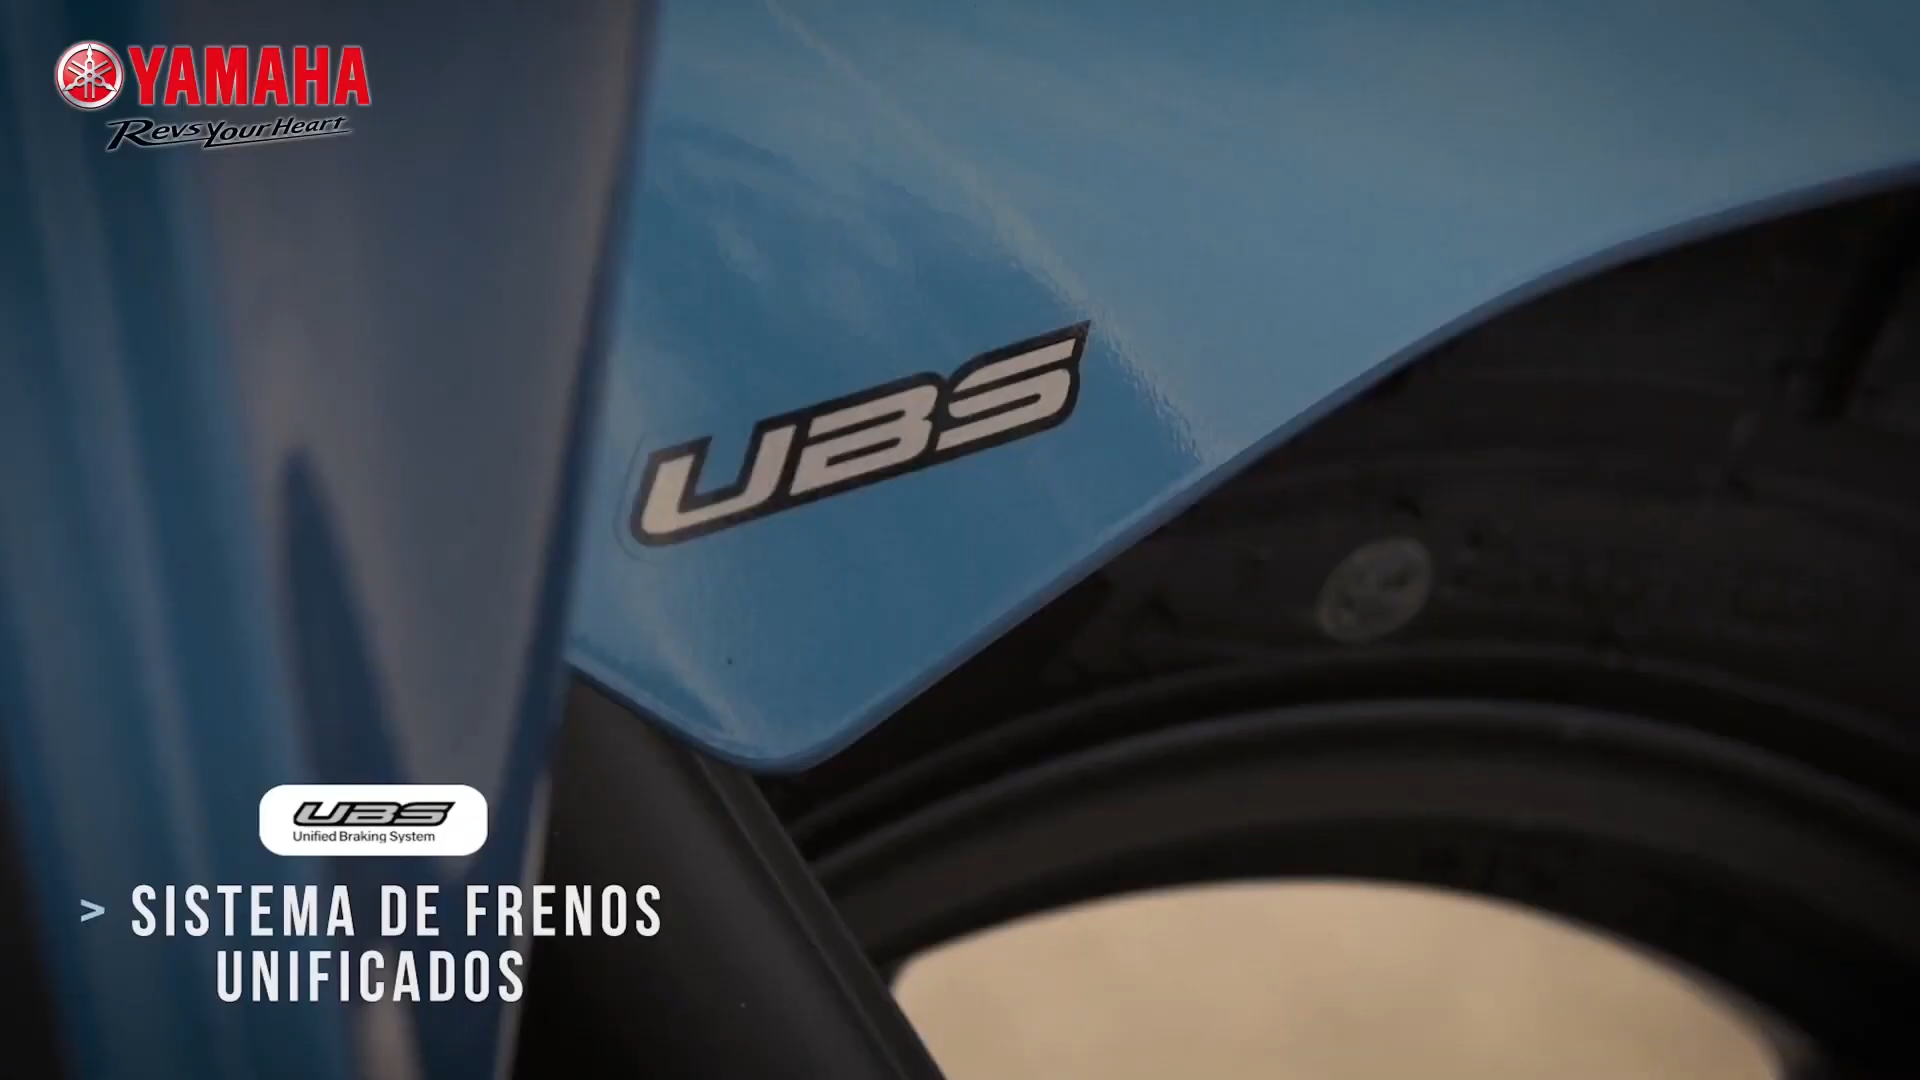 YAMAHA
Revs Your Heart
UBS
UBS
Unified Braking System
> SISTEMA DE FRENOS
UNIFICADOS